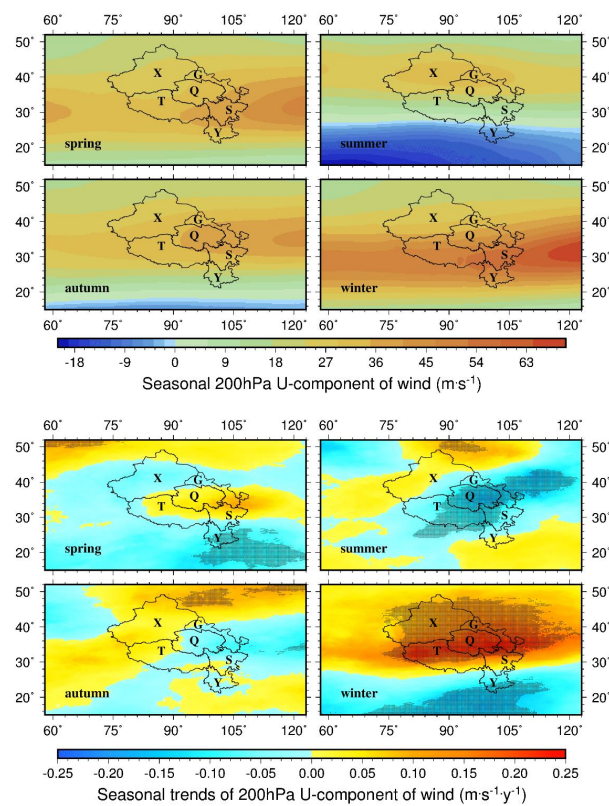 75° 90° 105° 120° 75° 90° 105° 120°
50° X G 50°
40° Q 40°
30° T S 30°
20° spring Y summer 20°
50° X G 50°
40° Q 40°
30° T S 30°
20° autumn Y winter 20°
60° 75° 90° 105° 120° 75° 90° 105° 120°
-18 -9 0 9 18 27 36 45 54 63
Seasonal 200hPa U-component of wind (m·s⁻¹)
60° 75° 90° 105° 120° 75° 90° 105° 120°
50° X G X G 50°
40° Q Q 40°
30° T S T S 30°
20° spring Y summer Y 20°
50° X G X G 50°
40° Q Q 40°
30° T S T S 30°
20° autumn Y winter Y 20°
60° 75° 90° 105° 120° 75° 90° 105° 120°
-0.25 -0.20 -0.15 -0.10 -0.05 0.00 0.05 0.10 0.15 0.20 0.25
Seasonal trends of 200hPa U-component of wind (m·s⁻¹·y⁻¹)